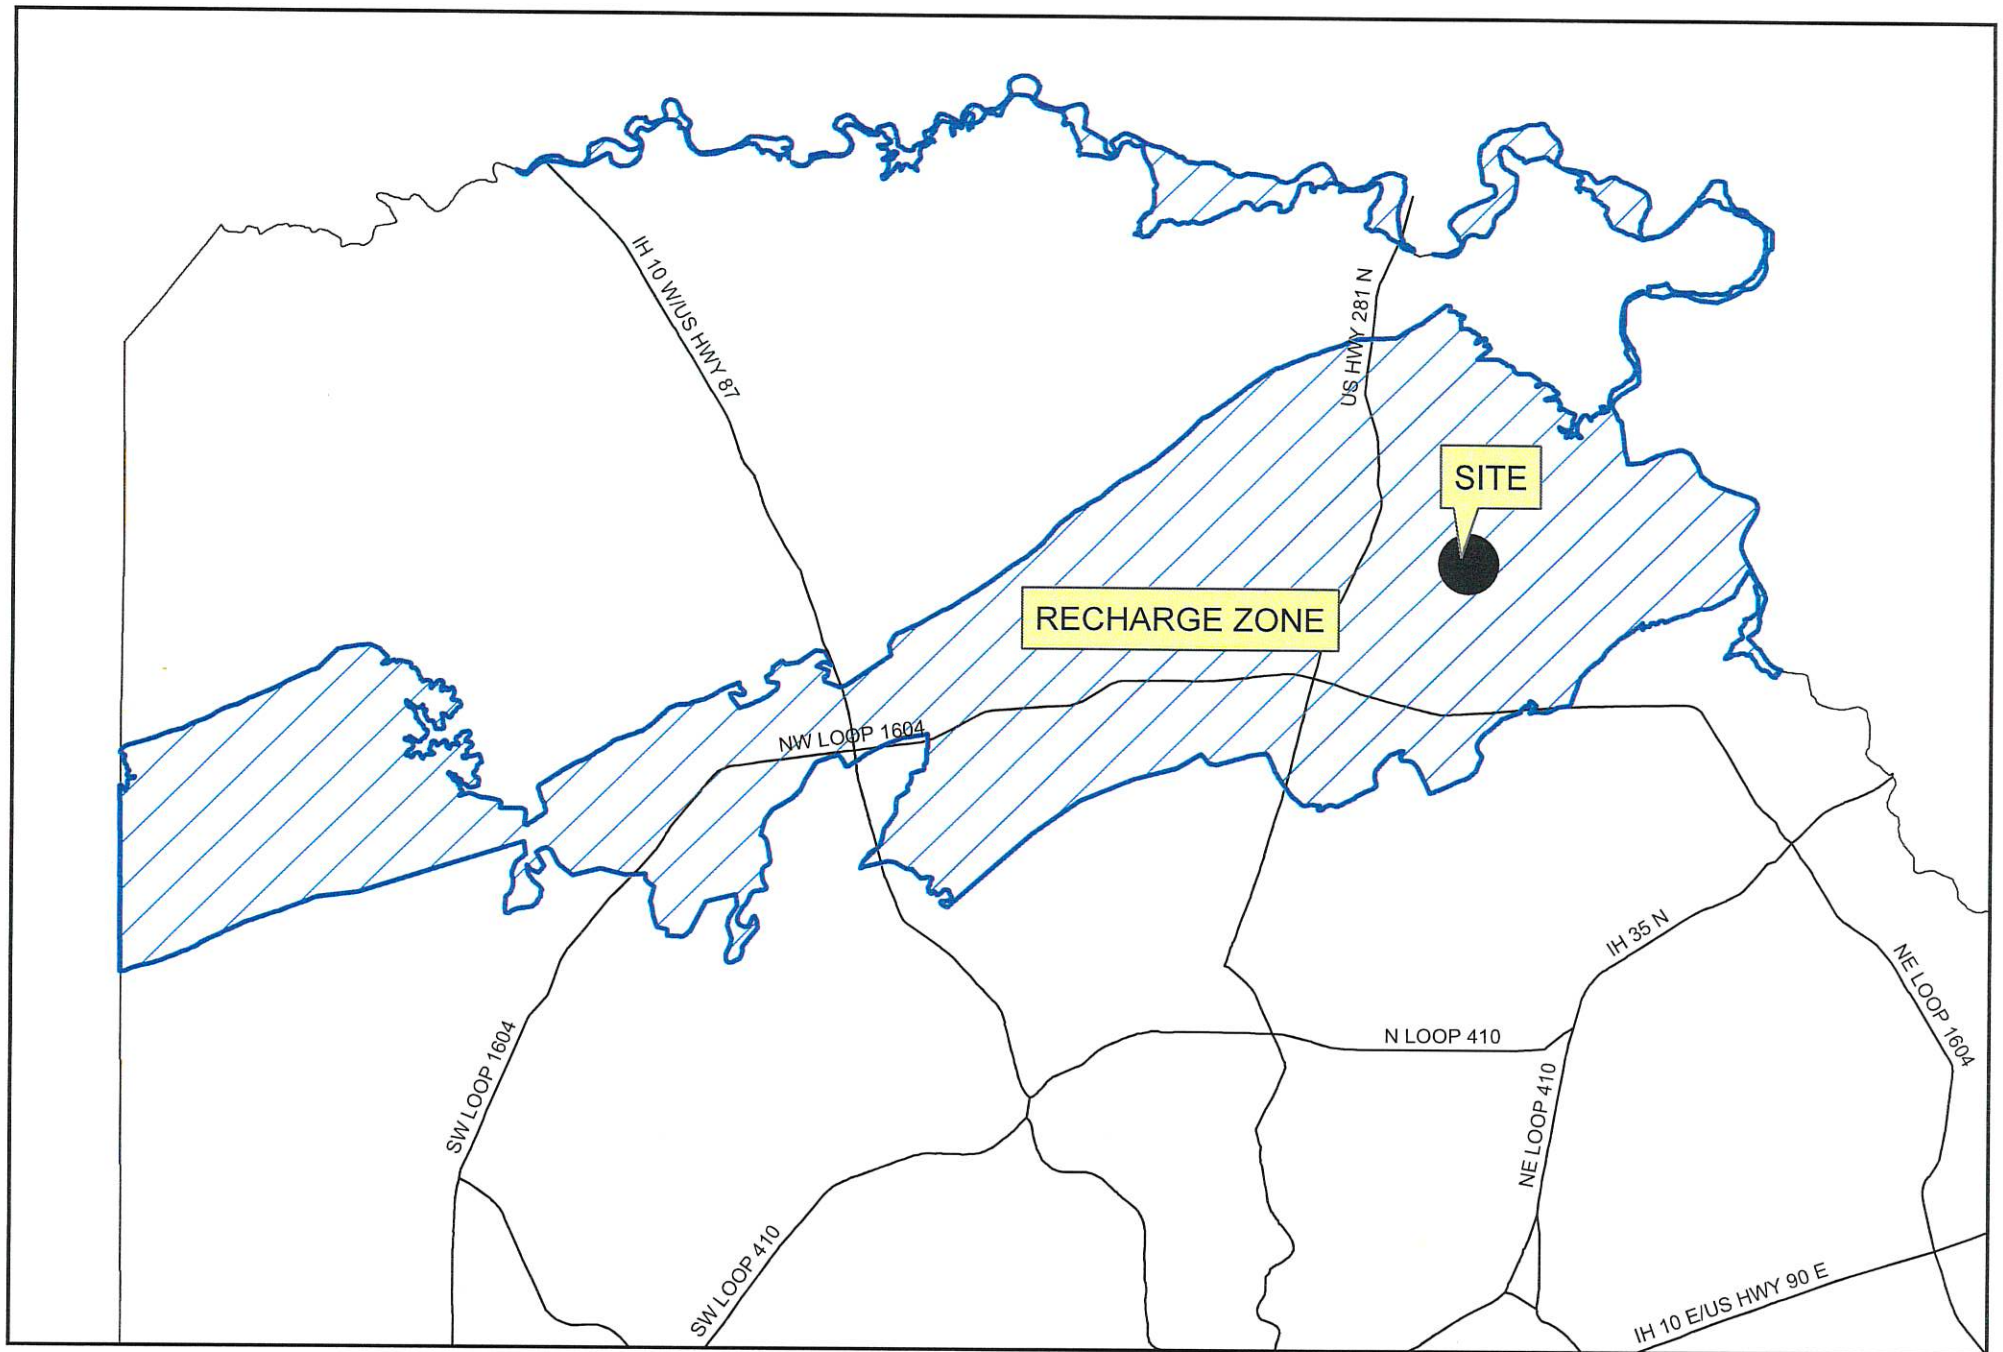 IH 10 W/US HWY 87
US HWY 281 N
SITE
RECHARGE ZONE
NW LOOP 1604
IH 35 N
NE LOOP 1604
N LOOP 410
SW LOOP 1604
NE LOOP 410
SW LOOP 410
IH 10 E/US HWY 90 E